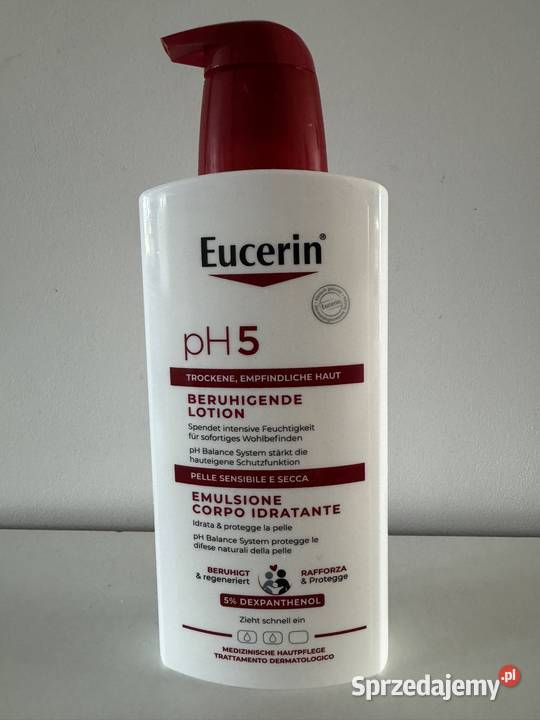 Eucerin®
Eucerin
pH5
TROCKENE, EMPFINDLICHE HAUT
BERUHIGENDE
LOTION
Spendet intensive Feuchtigkeit
für sofortiges Wohlbefinden
pH Balance System stärkt die
hauteigene Schutzfunktion
PELLE SENSIBILE E SECCA
EMULSIONE
CORPO IDRATANTE
Idrata & protegge la pelle
pH Balance System protegge le
difese naturali della pelle
BERUHIGT
& regeneriert
RAFFORZA
& Protegge
5% DEXPANTHENOL
Zieht schnell ein
MEDIZINISCHE HAUTPFLEGE
TRATTAMENTO DERMATOLOGICO
Sprzedajemy.pl